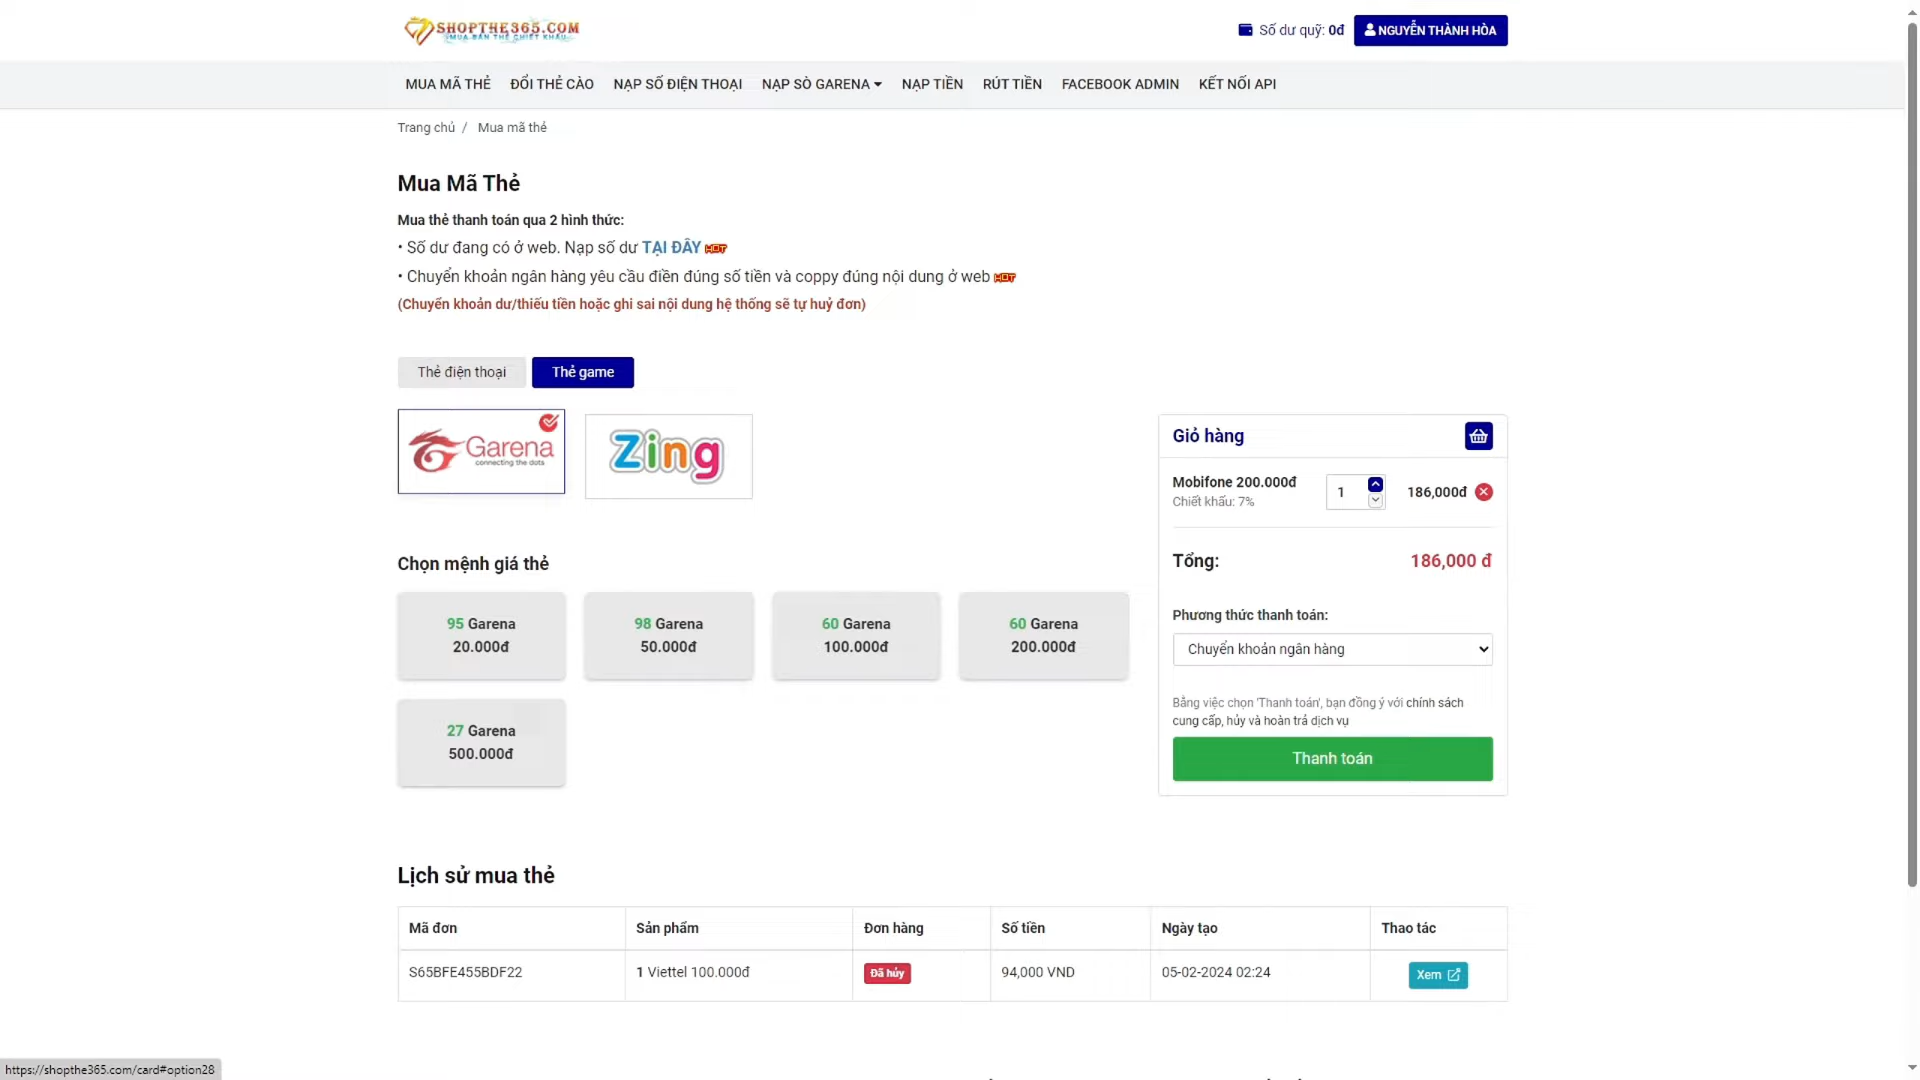 SHOPTHE365.COM
MUA BÁN THẺ CHIẾT KHẤU
Số dư quỹ: 0đ
NGUYỄN THÀNH HÒA
MUA MÃ THẺ
ĐỔI THẺ CÀO
NẠP SỐ ĐIỆN THOẠI
NẠP SÒ GARENA
NẠP TIỀN
RÚT TIỀN
FACEBOOK ADMIN
KẾT NỐI API
Trang chủ / Mua mã thẻ
Mua Mã Thẻ
Mua thẻ thanh toán qua 2 hình thức:
• Số dư đang có ở web. Nạp số dư TẠI ĐÂY HOT
• Chuyển khoản ngân hàng yêu cầu điền đúng số tiền và coppy đúng nội dung ở web HOT
(Chuyển khoản dư/thiếu tiền hoặc ghi sai nội dung hệ thống sẽ tự huỷ đơn)
Thẻ điện thoại
Thẻ game
Garena
connecting the dots
Zing
Chọn mệnh giá thẻ
95 Garena
20.000đ
98 Garena
50.000đ
60 Garena
100.000đ
60 Garena
200.000đ
27 Garena
500.000đ
Giỏ hàng
Mobifone 200.000đ
Chiết khấu: 7%
1
186,000đ
Tổng:
186,000 đ
Phương thức thanh toán:
Chuyển khoản ngân hàng
Bằng việc chọn 'Thanh toán', bạn đồng ý với chính sách
cung cấp, hủy và hoàn trả dịch vụ
Thanh toán
Lịch sử mua thẻ
Mã đơn
Sản phẩm
Đơn hàng
Số tiền
Ngày tạo
Thao tác
S65BFE455BDF22
1 Viettel 100.000đ
Đã hủy
94,000 VND
05-02-2024 02:24
Xem
https://shopthe365.com/card#option28